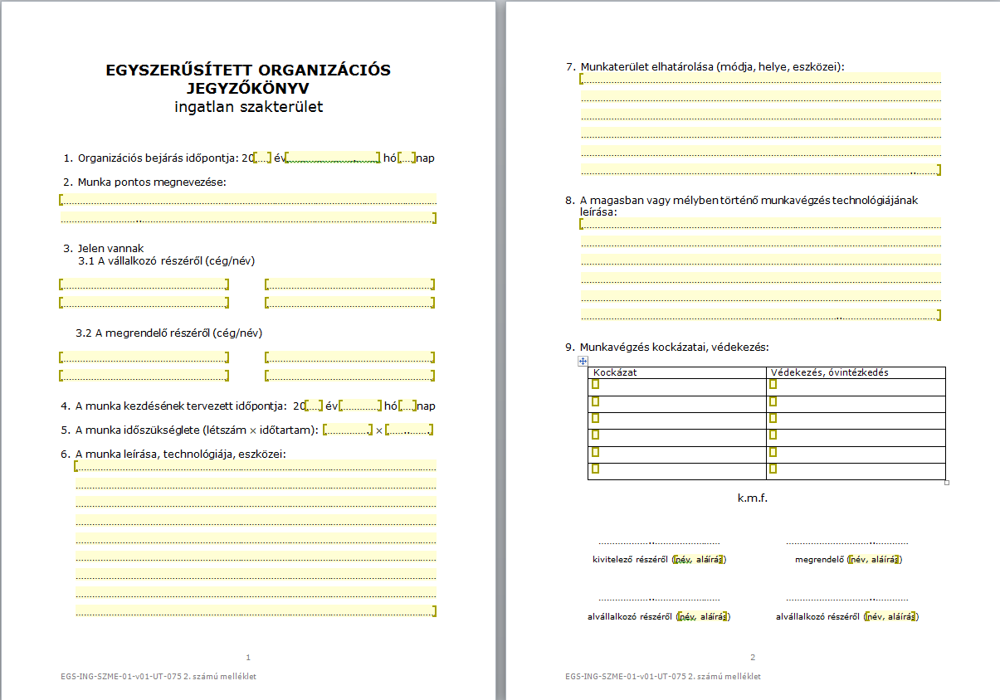 EGYSZERŰSÍTETT ORGANIZÁCIÓS
JEGYZŐKÖNYV
ingatlan szakterület
1. Organizációs bejárás időpontja: 20..... év.................................. hó.....nap
2. Munka pontos megnevezése:
3. Jelen vannak
3.1 A vállalkozó részéről (cég/név)
3.2 A megrendelő részéről (cég/név)
4. A munka kezdésének tervezett időpontja: 20..... év.............. hó.....nap
5. A munka időszükséglete (létszám × időtartam): ................. × ................
6. A munka leírása, technológiája, eszközei:
1
EGS-ING-SZME-01-v01-UT-075 2. számú melléklet
7. Munkaterület elhatárolása (módja, helye, eszközei):
8. A magasban vagy mélyben történő munkavégzés technológiájának
leírása:
9. Munkavégzés kockázatai, védekezés:
Kockázat Védekezés, óvintézkedés
k.m.f.
kivitelező részéről (név, aláírás) megrendelő (név, aláírás)
alvállalkozó részéről (név, aláírás) alvállalkozó részéről (név, aláírás)
2
EGS-ING-SZME-01-v01-UT-075 2. számú melléklet